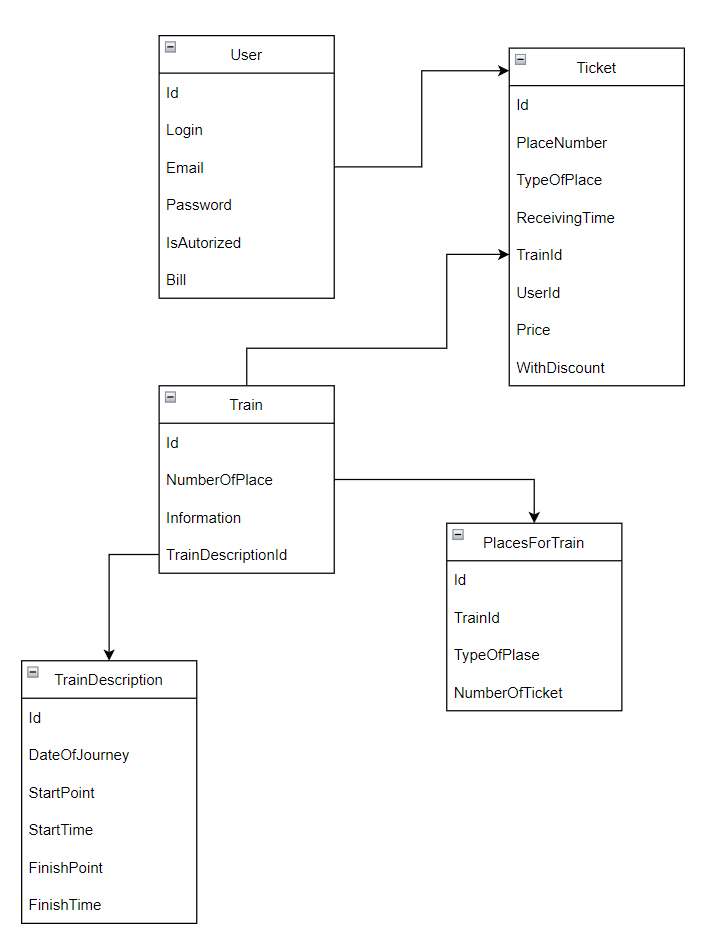 User
Id
Login
Email
Password
IsAutorized
Bill
Ticket
Id
PlaceNumber
TypeOfPlace
ReceivingTime
TrainId
UserId
Price
WithDiscount
Train
Id
NumberOfPlace
Information
TrainDescriptionId
PlacesForTrain
Id
TrainId
TypeOfPlase
NumberOfTicket
TrainDescription
Id
DateOfJourney
StartPoint
StartTime
FinishPoint
FinishTime